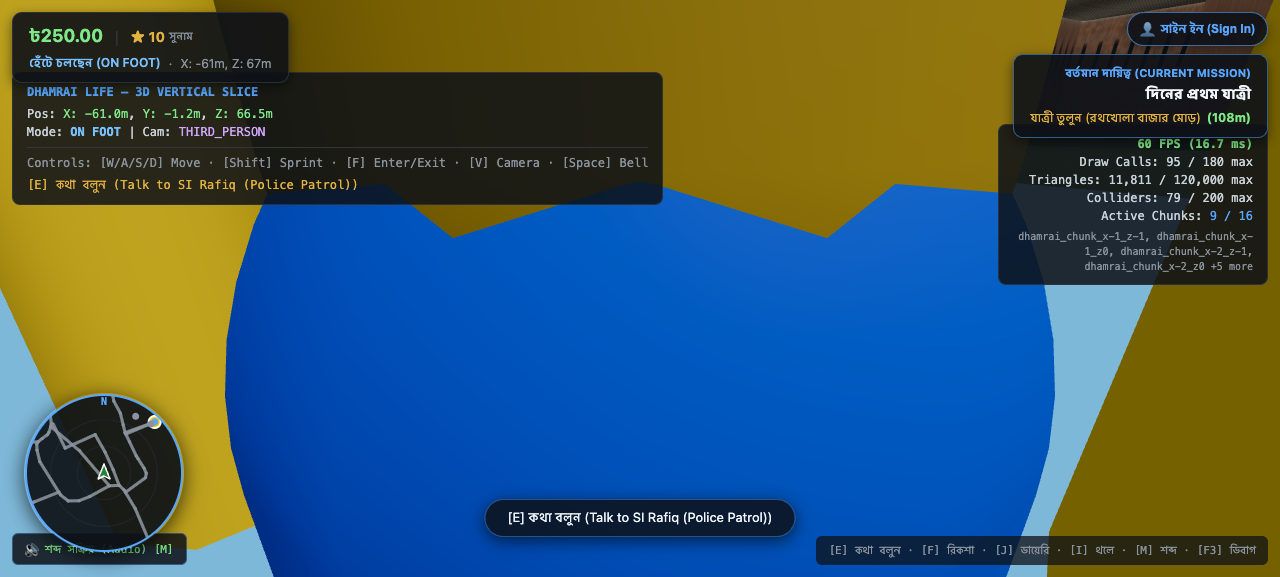 ৳250.00 | ⭐ 10 সুনাম
হেঁটে চলছেন (ON FOOT) · X: -61m, Z: 67m
DHAMRAI LIFE — 3D VERTICAL SLICE
Pos: X: -61.0m, Y: -1.2m, Z: 66.5m
Mode: ON FOOT | Cam: THIRD_PERSON
Controls: [W/A/S/D] Move · [Shift] Sprint · [F] Enter/Exit · [V] Camera · [Space] Bell
[E] কথা বলুন (Talk to SI Rafiq (Police Patrol))
👤 সাইন ইন (Sign In)
বর্তমান দায়িত্ব (CURRENT MISSION)
দিনের প্রথম যাত্রী
যাত্রী তুলুন (রথখোলা বাজার মোড়) (108m)
60 FPS (16.7 ms)
Draw Calls: 95 / 180 max
Triangles: 11,811 / 120,000 max
Colliders: 79 / 200 max
Active Chunks: 9 / 16
dhamrai_chunk_x-1_z-1, dhamrai_chunk_x-
1_z0, dhamrai_chunk_x-2_z-1,
dhamrai_chunk_x-2_z0 +5 more
N
[E] কথা বলুন (Talk to SI Rafiq (Police Patrol))
🔊 শব্দ [M]
[E] কথা বলুন · [F] রিকশা · [J] ডায়েরি · [I] থলে · [M] শব্দ · [F3] ডিবাগ